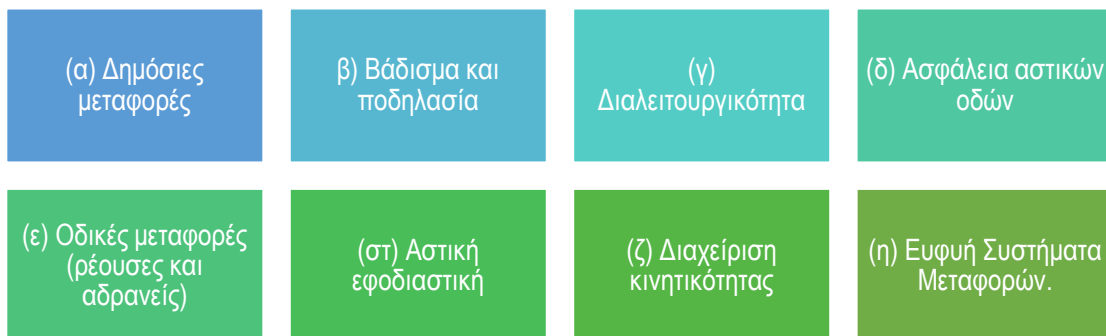 (α) Δημόσιες
μεταφορές
β) Βάδισμα και
ποδηλασία
(γ)
Διαλειτουργικότητα
(δ) Ασφάλεια αστικών
οδών
(ε) Οδικές μεταφορές
(ρέουσες και
αδρανείς)
(στ) Αστική
εφοδιαστική
(ζ) Διαχείριση
κινητικότητας
(η) Ευφυή Συστήματα
Μεταφορών.